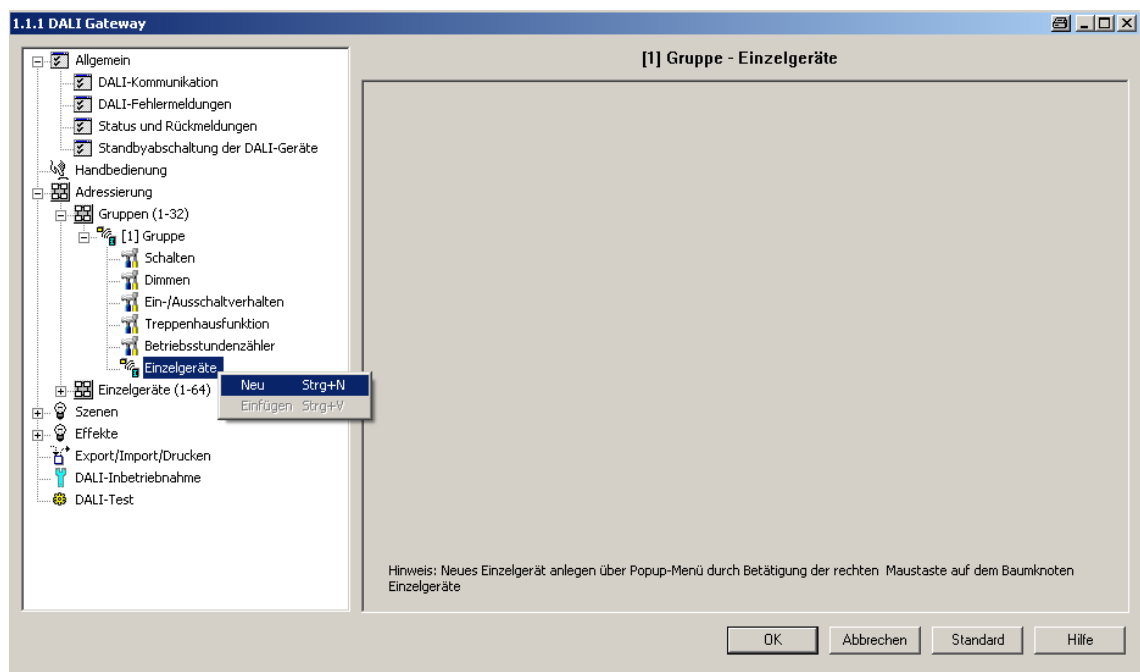 1.1.1 DALI Gateway
Allgemein
DALI-Kommunikation
DALI-Fehlermeldungen
Status und Rückmeldungen
Standbyabschaltung der DALI-Geräte
Handbedienung
Adressierung
Gruppen (1-32)
[1] Gruppe
Schalten
Dimmen
Ein-/Ausschaltverhalten
Treppenhausfunktion
Betriebsstundenzähler
Einzelgeräte
Neu Strg+N
Einfügen Strg+V
Einzelgeräte (1-64)
Szenen
Effekte
Export/Import/Drucken
DALI-Inbetriebnahme
DALI-Test
[1] Gruppe - Einzelgeräte
Hinweis: Neues Einzelgerät anlegen über Popup-Menü durch Betätigung der rechten Maustaste auf dem Baumknoten
Einzelgeräte
OK Abbrechen Standard Hilfe